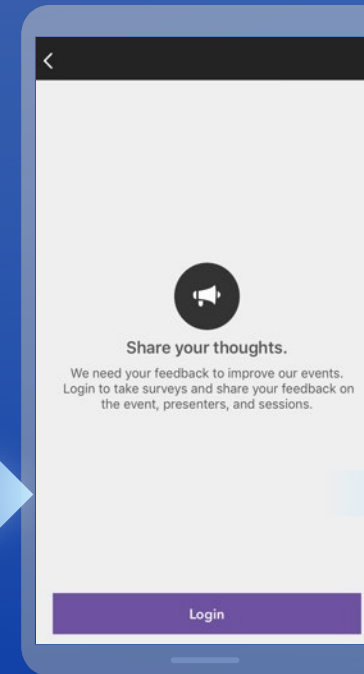 Share your thoughts.
We need your feedback to improve our events.
Login to take surveys and share your feedback on
the event, presenters, and sessions.
Login